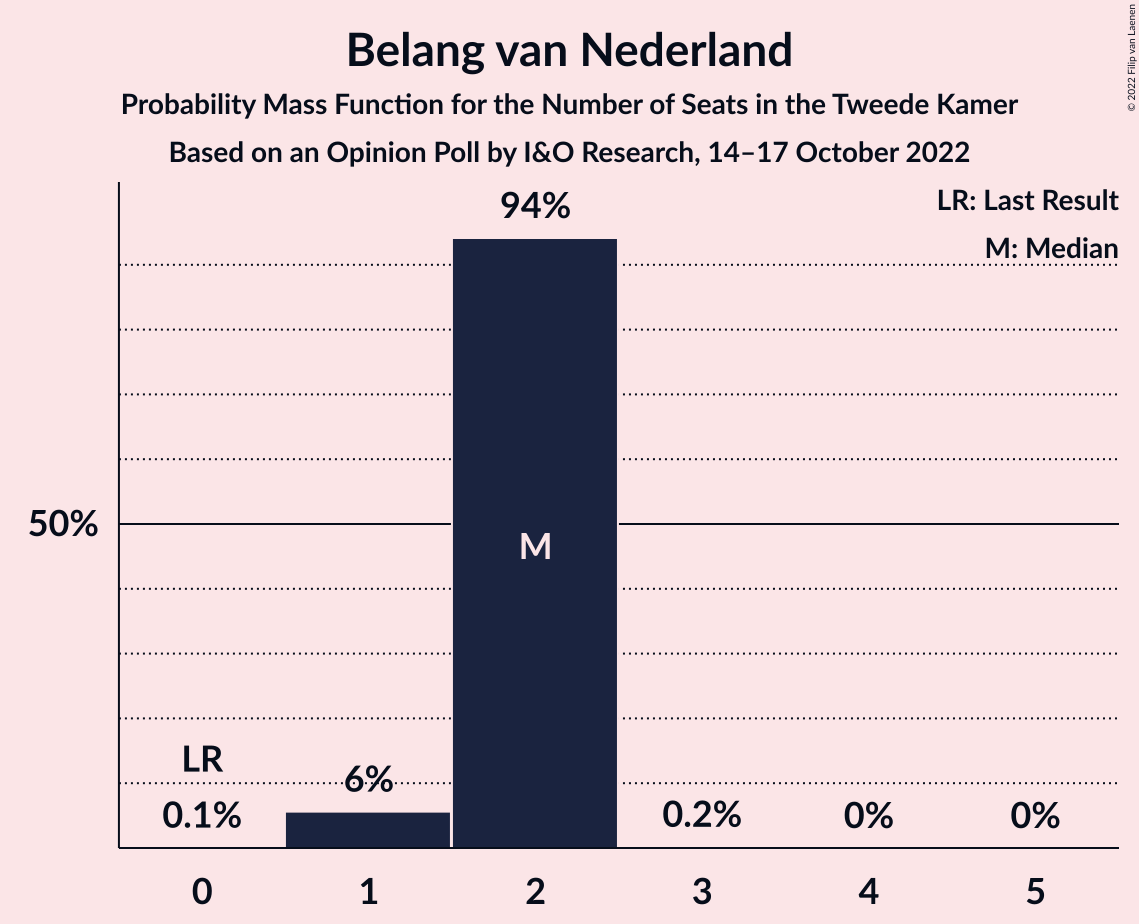 Belang van Nederland
Probability Mass Function for the Number of Seats in the Tweede Kamer
Based on an Opinion Poll by I&O Research, 14–17 October 2022
© 2022 Filip van Laenen
LR: Last Result
M: Median
94%
50%
M
LR
6%
0.1%
0.2%
0%
0%
0
1
2
3
4
5